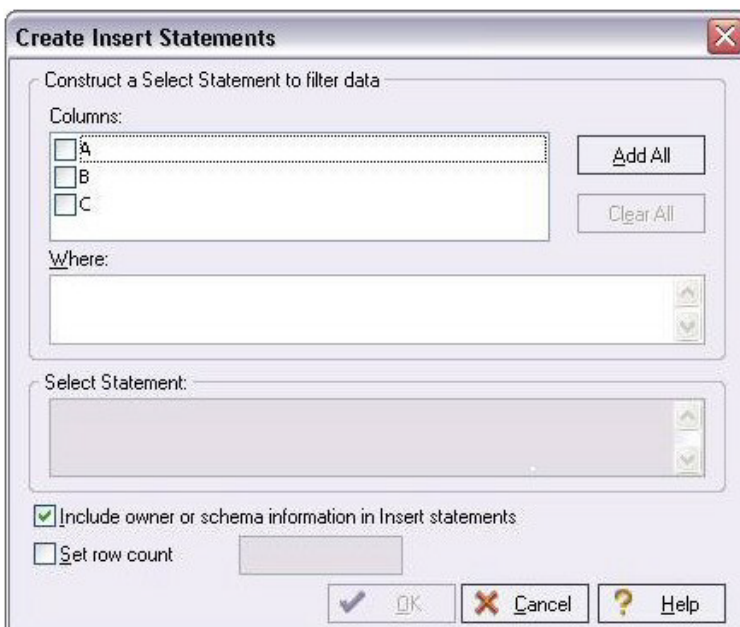 Create Insert Statements
Construct a Select Statement to filter data
Columns:
A
B
C
Add All
Clear All
Where:
Select Statement:
Include owner or schema information in Insert statements
Set row count
OK
Cancel
Help